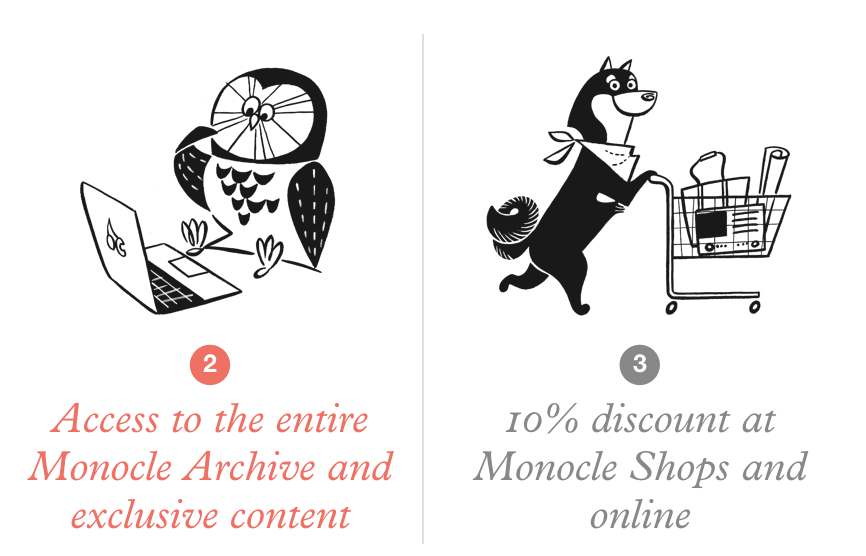 2
Access to the entire
Monocle Archive and
exclusive content
3
10% discount at
Monocle Shops and
online